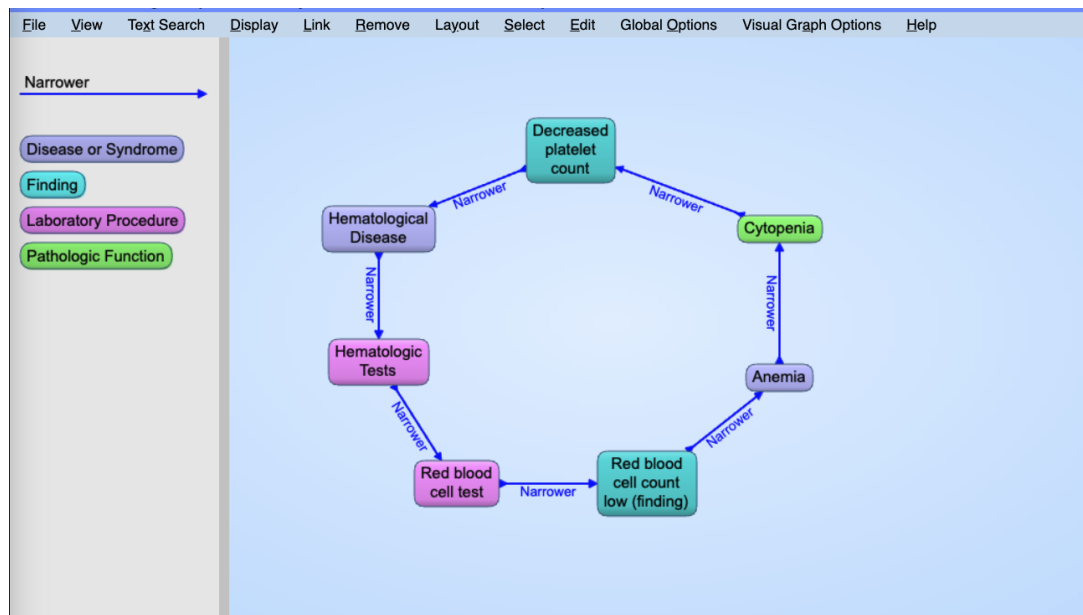 File View Text Search Display Link Remove Layout Select Edit Global Options Visual Graph Options Help
Narrower
Disease or Syndrome
Finding
Laboratory Procedure
Pathologic Function
Decreased
platelet
count
Narrower
Narrower
Hematological
Disease
Cytopenia
Narrower
Narrower
Hematologic
Tests
Anemia
Narrower
Narrower
Red blood
cell test
Narrower
Red blood
cell count
low (finding)